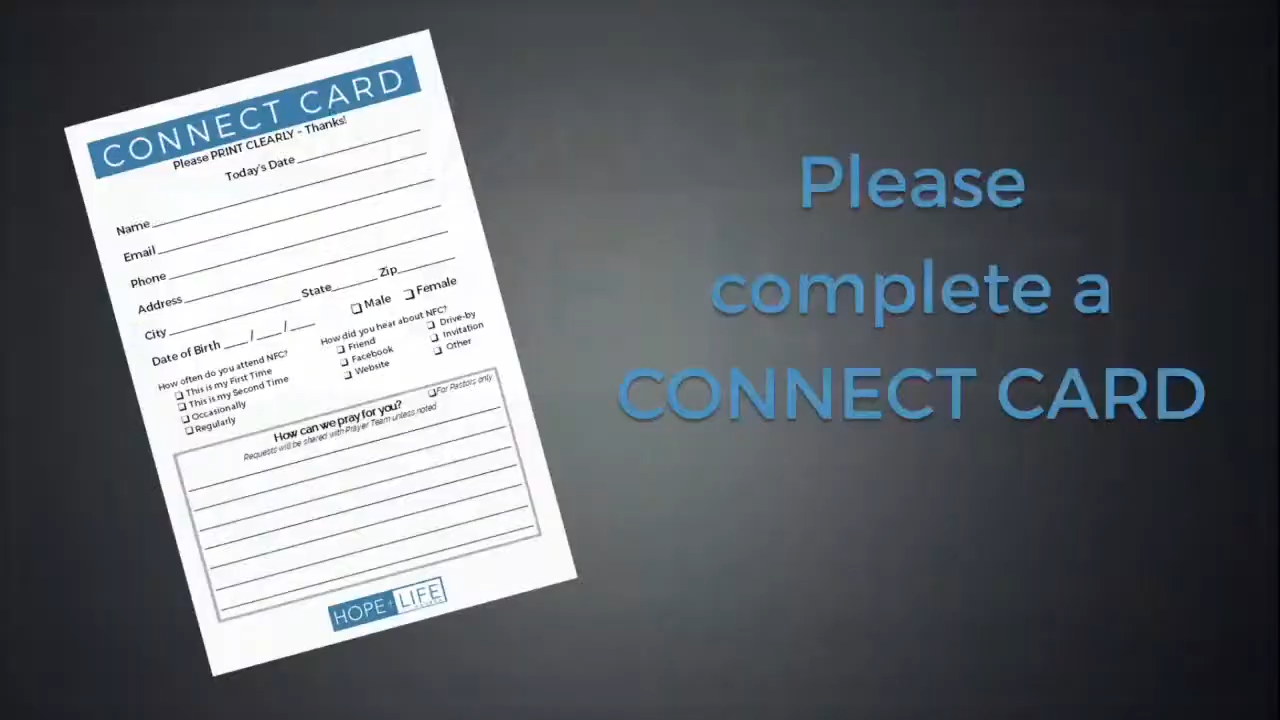 CONNECT CARD
Please PRINT CLEARLY - Thanks!
Today's Date
Name
Email
Phone
Address
City State Zip
Date of Birth / / ❏ Male ❏ Female
How often do you attend NFC?
❏ This is my First Time
❏ This is my Second Time
❏ Occasionally
❏ Regularly
How did you hear about NFC?
❏ Friend
❏ Facebook
❏ Website
❏ Drive-by
❏ Invitation
❏ Other
❏ For Pastors only
How can we pray for you?
Requests will be shared with Prayer Team unless noted
HOPE + LIFE
Please
complete a
CONNECT CARD